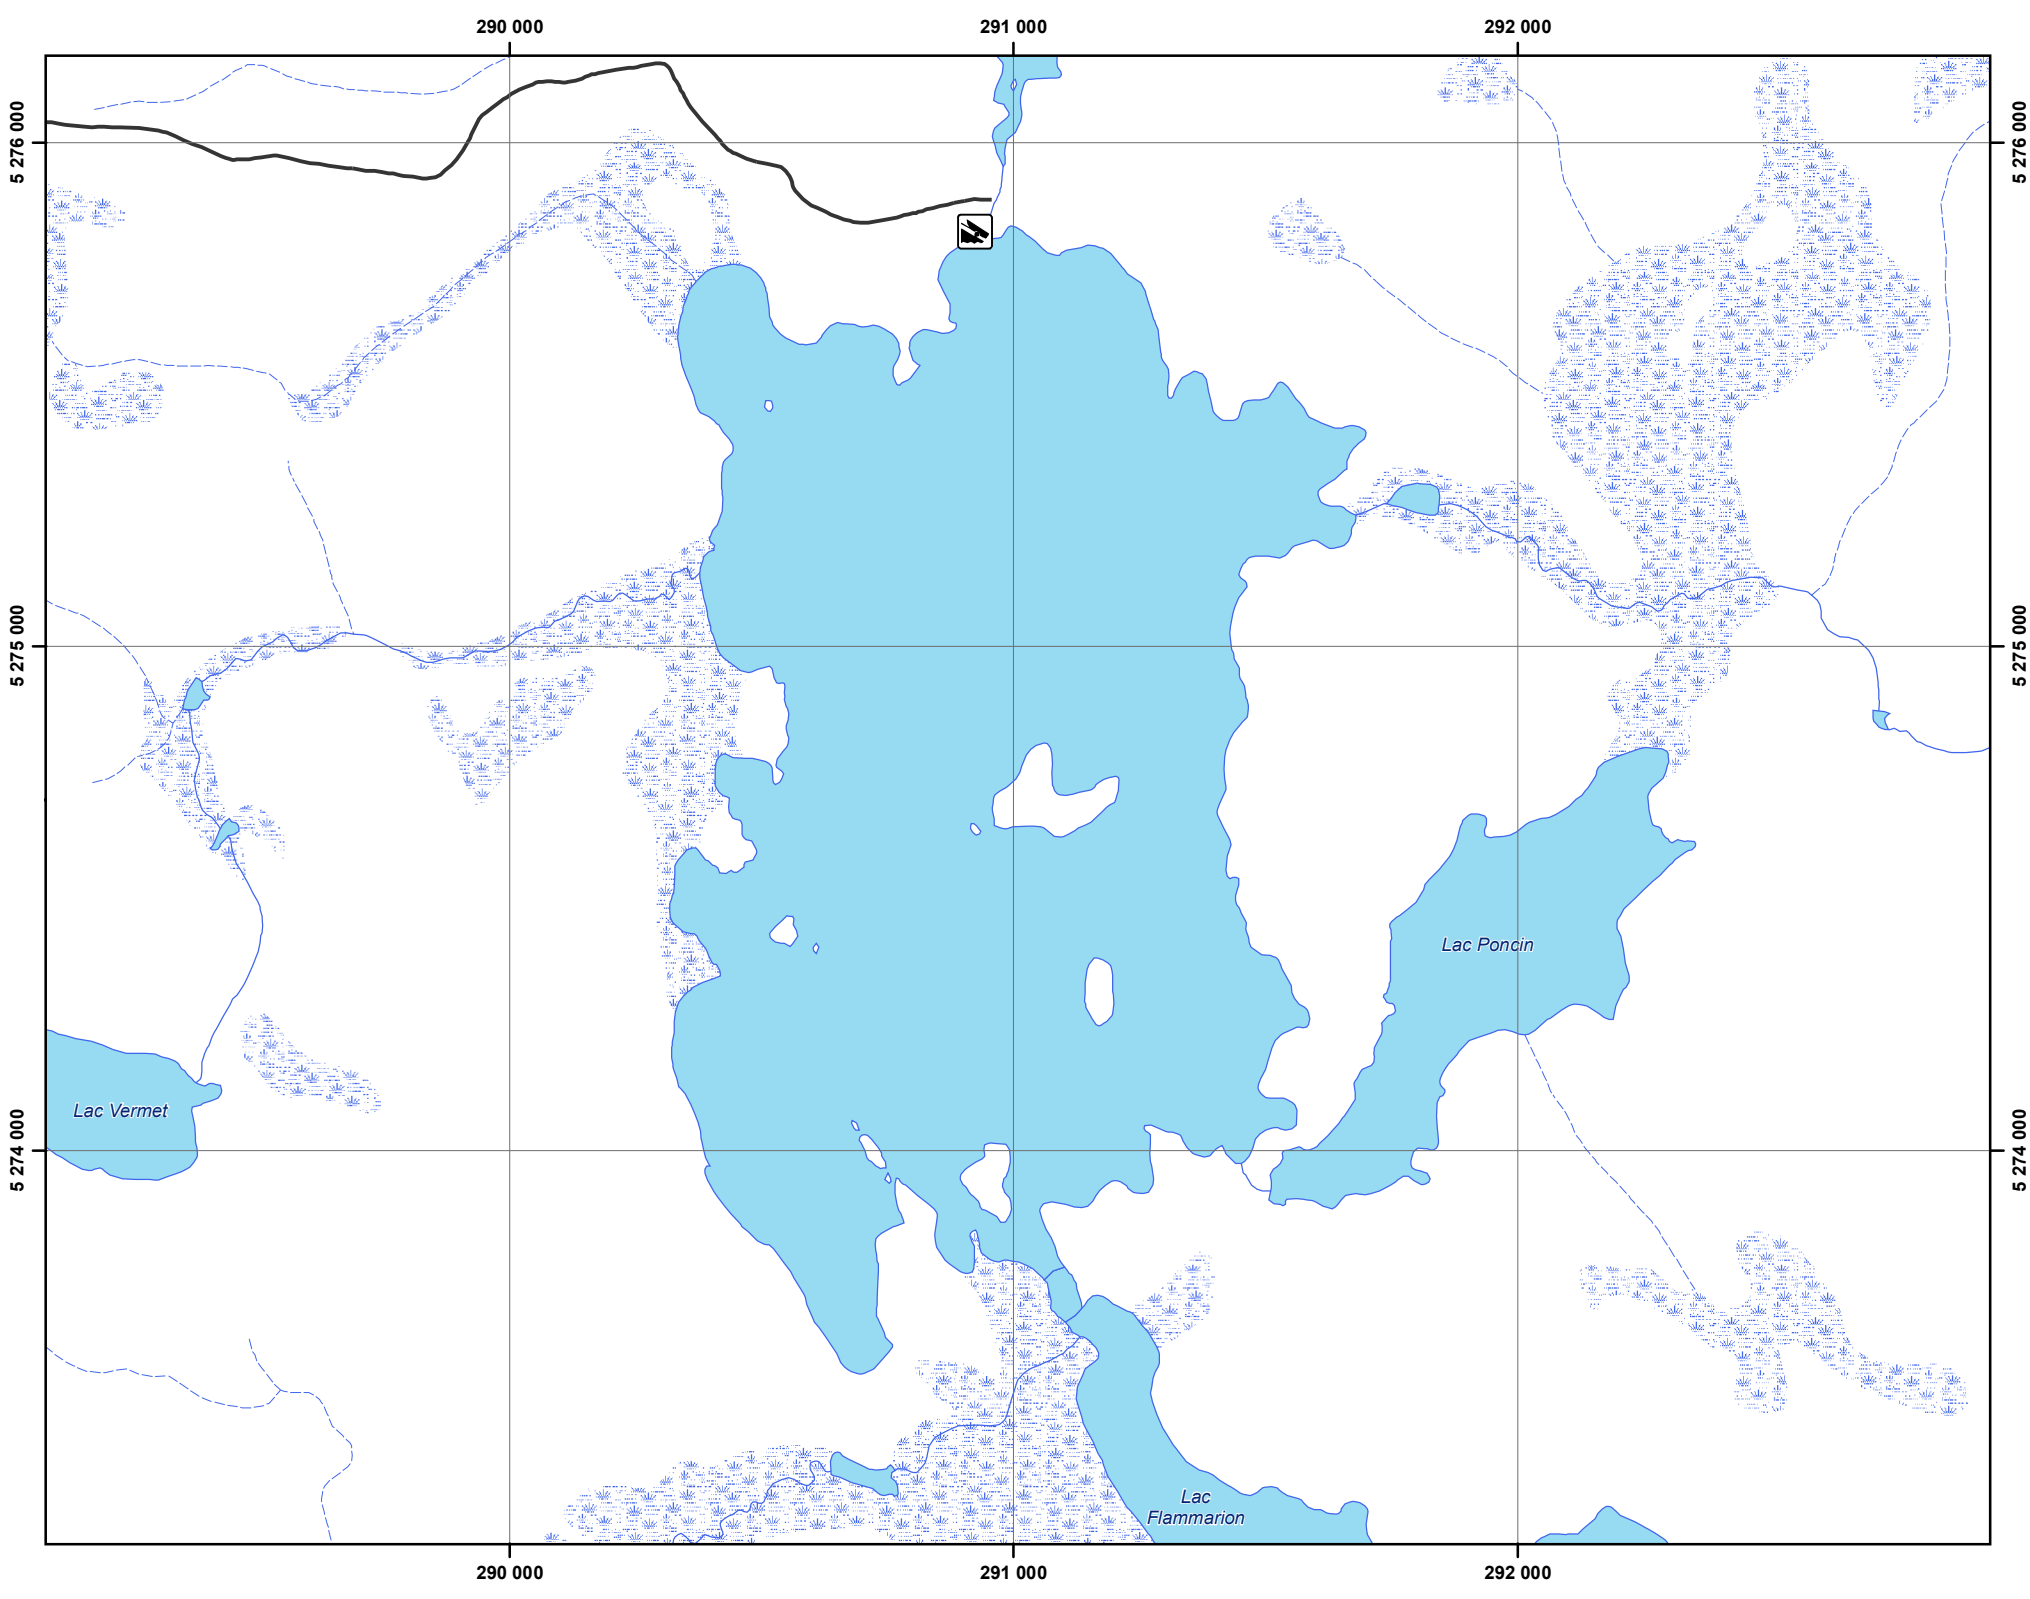 290 000 291 000 292 000
5 276 000 5 276 000
5 275 000 5 275 000
Lac Poncin
Lac Vermet
5 274 000 5 274 000
Lac
Flammarion
290 000 291 000 292 000